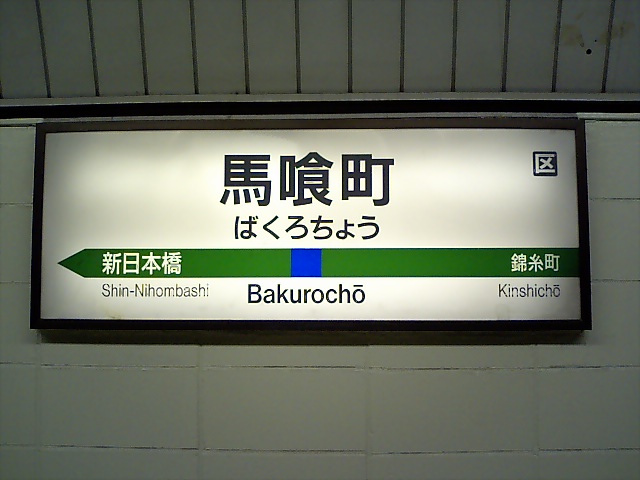 馬喰町
区
ばくろちょう
新日本橋
錦糸町
Shin-Nihombashi
Bakurochō
Kinshichō